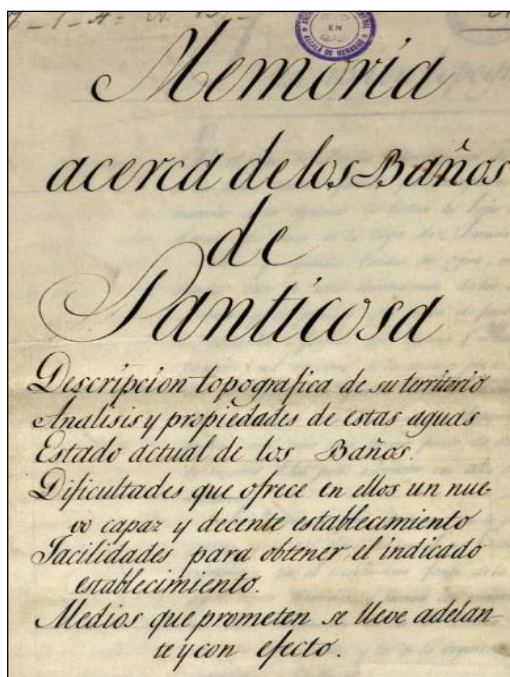 Memoria
acerca de los Baños
de
Panticosa
Descripcion topografica de su territorio
Analisis y propiedades de estas aguas
Estado actual de los Baños.
Dificultades que ofrece en ellos un nue-
vo capaz y decente establecimiento
Facilidades para obtener el indicado
establecimiento.
Medios que prometen se lleve adelan-
te y con efecto.